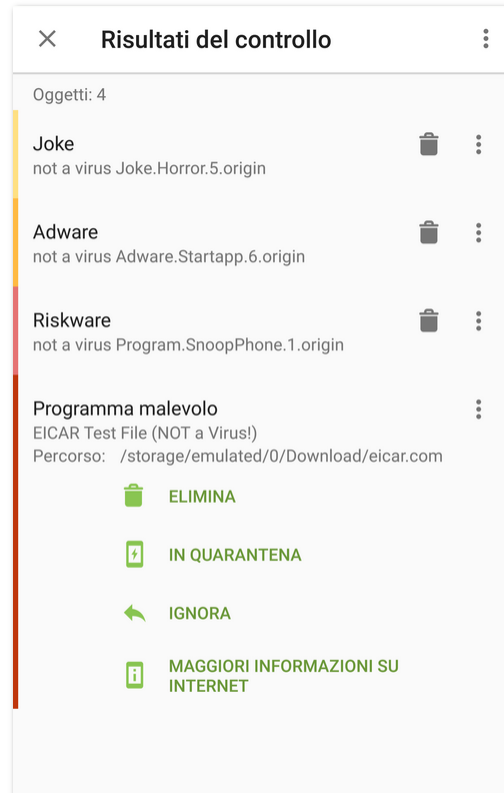 Risultati del controllo
Oggetti: 4
Joke
not a virus Joke.Horror.5.origin
Adware
not a virus Adware.Startapp.6.origin
Riskware
not a virus Program.SnoopPhone.1.origin
Programma malevolo
EICAR Test File (NOT a Virus!)
Percorso: /storage/emulated/0/Download/eicar.com
ELIMINA
IN QUARANTENA
IGNORA
MAGGIORI INFORMAZIONI SU
INTERNET